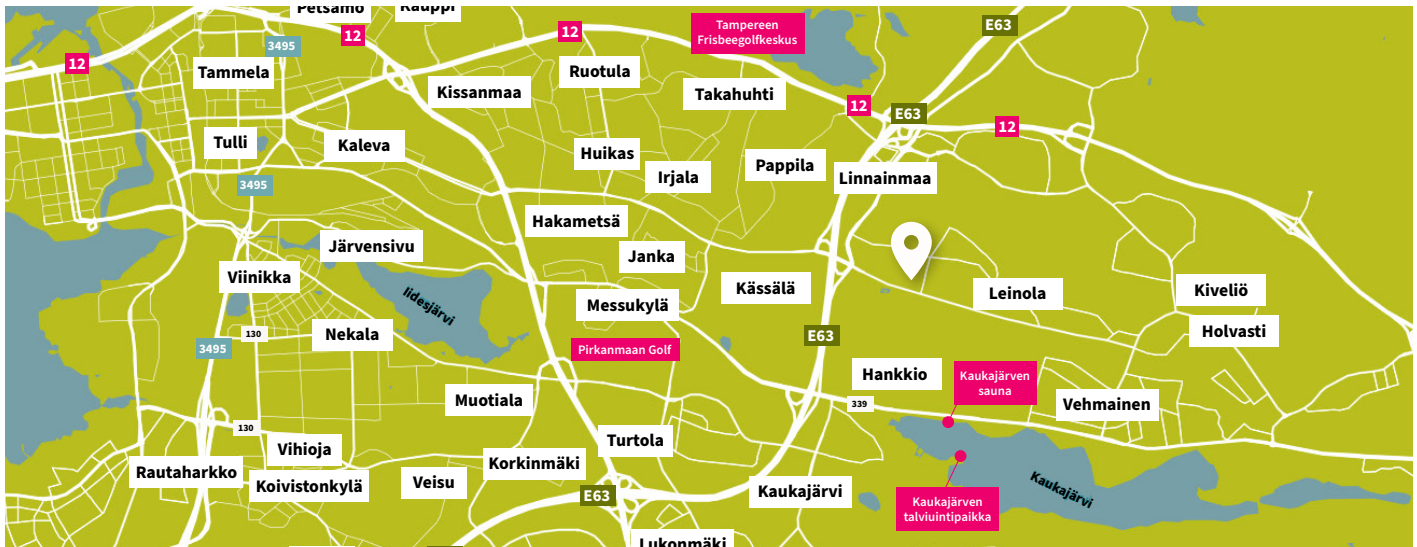 Petsamo
Kauppi
12
3495
12
12
Tampereen
Frisbeegolfkeskus
E63
Tammela
Ruotula
Kissanmaa
Takahuhti
12
E63
12
Tulli
Kaleva
Huikas
Irjala
Pappila
Linnainmaa
3495
Hakametsä
Järvensivu
Janka
Viinikka
Iidesjärvi
Kässälä
Leinola
Kiveliö
Messukylä
Holvasti
Nekala
130
3495
Pirkanmaan Golf
E63
Hankkio
Kaukajärven
sauna
339
Vehmainen
Muotiala
130
Turtola
Vihioja
Korkinmäki
Rautaharkko
Koivistonkylä
Veisu
E63
Kaukajärvi
Kaukajärvi
Kaukajärven
talviuintipaikka
Lukonmäki